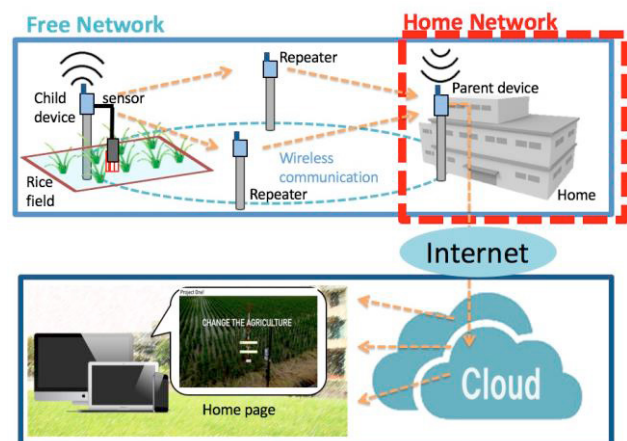 Free Network
Home Network
Repeater
Child
device
sensor
Parent device
Wireless
communication
Rice
field
Repeater
Home
Internet
CHANGE THE AGRICULTURE
Cloud
Home page